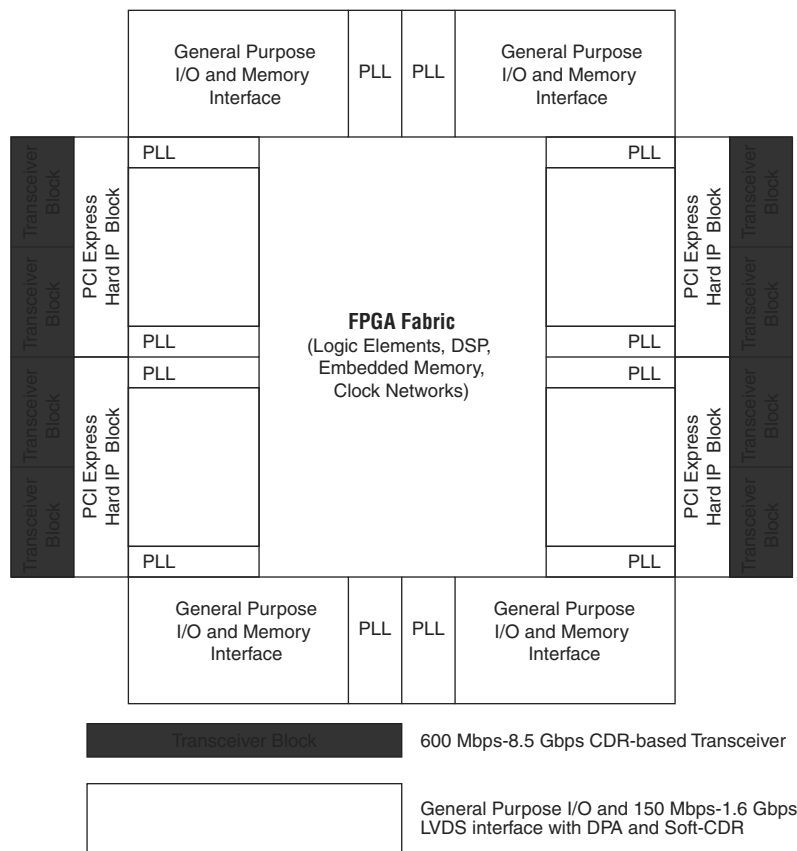 General Purpose
I/O and Memory
Interface
PLL
PLL
General Purpose
I/O and Memory
Interface
Transceiver
Block
Transceiver
Block
Transceiver
Block
Transceiver
Block
PCI Express
Hard IP Block
PCI Express
Hard IP Block
PLL
PLL
PLL
PLL
FPGA Fabric
(Logic Elements, DSP,
Embedded Memory,
Clock Networks)
PLL
PLL
PLL
PLL
PCI Express
Hard IP Block
PCI Express
Hard IP Block
Transceiver
Block
Transceiver
Block
Transceiver
Block
Transceiver
Block
General Purpose
I/O and Memory
Interface
PLL
PLL
General Purpose
I/O and Memory
Interface
Transceiver Block
600 Mbps-8.5 Gbps CDR-based Transceiver
General Purpose I/O and 150 Mbps-1.6 Gbps
LVDS interface with DPA and Soft-CDR